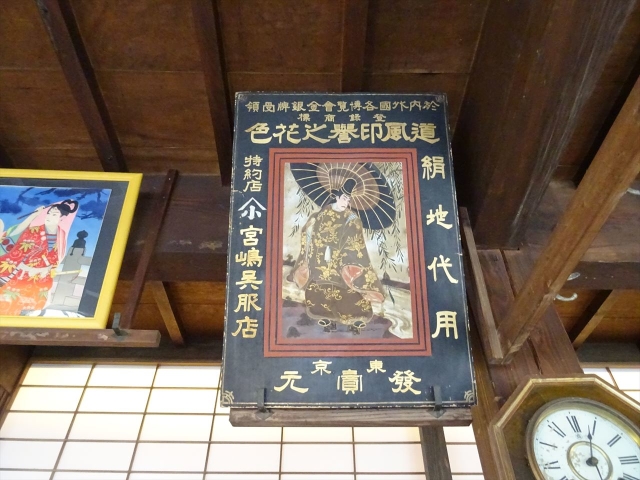 於内外國各博覧會金銀牌受領
登録商標
道風印譽之花色
絹地代用
特約店
宮嶋呉服店
東京
發賣元